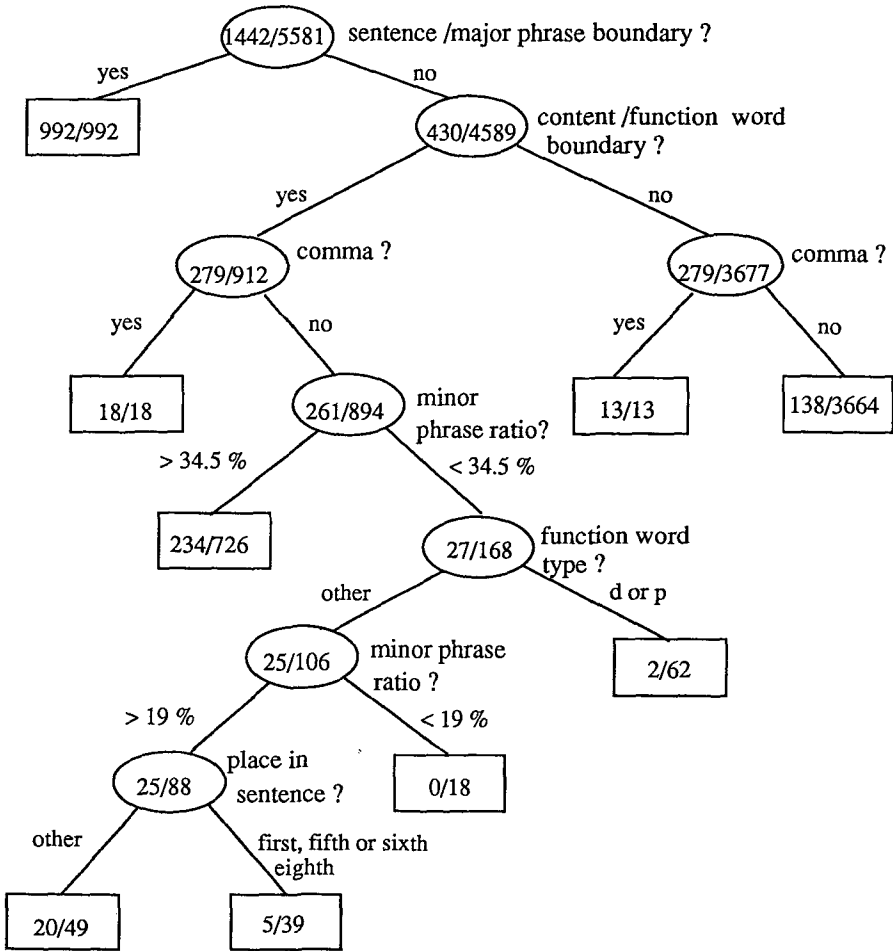 1442/5581 sentence /major phrase boundary ?
yes no
992/992
430/4589 content /function word
boundary ?
yes no
279/912 comma ?
279/3677 comma ?
yes no
yes no
18/18
261/894 minor
phrase ratio?
13/13
138/3664
> 34.5 % < 34.5 %
234/726
27/168 function word
type ?
other d or p
25/106 minor phrase
ratio ?
2/62
> 19 % < 19 %
25/88 place in
sentence ?
0/18
other first, fifth or sixth
eighth
20/49 5/39